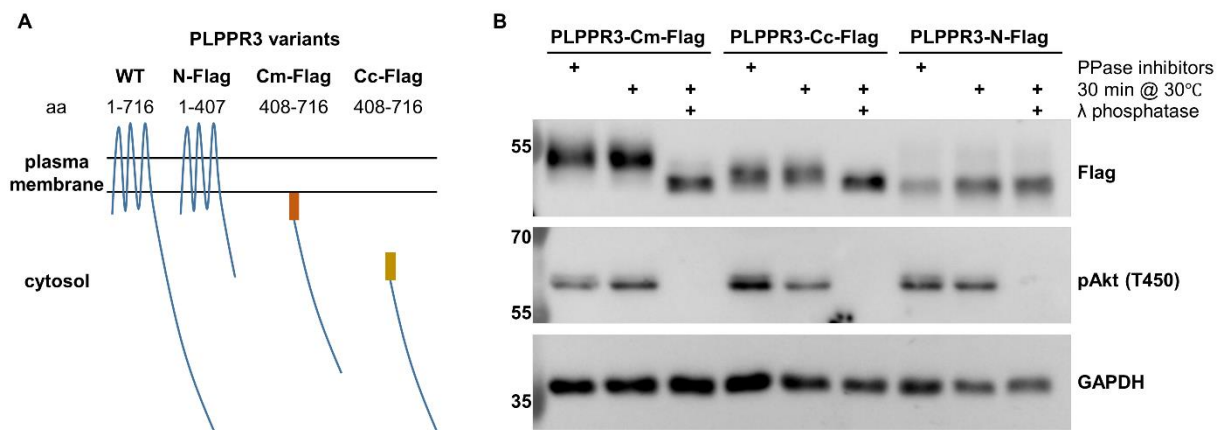 A
PLPPR3 variants
WT N-Flag Cm-Flag Cc-Flag
aa 1-716 1-407 408-716 408-716
plasma
membrane
cytosol
B
PLPPR3-Cm-Flag PLPPR3-Cc-Flag PLPPR3-N-Flag
+ + + PPase inhibitors
+ + + + + + 30 min @ 30℃
+ + + λ phosphatase
55
Flag
70
pAkt (T450)
55
GAPDH
35